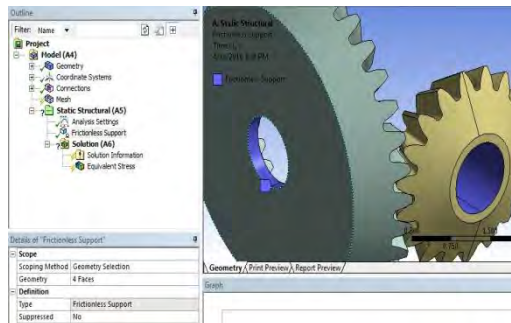 Outline
Filter: Name
Project
Model (A4)
Geometry
Coordinate Systems
Connections
Mesh
Static Structural (A5)
Analysis Settings
Frictionless Support
Solution (A6)
Solution Information
Equivalent Stress
Details of "Frictionless Support"
Scope
Scoping Method Geometry Selection
Geometry 4 Faces
Definition
Type Frictionless Support
Suppressed No
A: Static Structural
Frictionless Support
Frictionless Support
0.750
Geometry Print Preview Report Preview
Graph